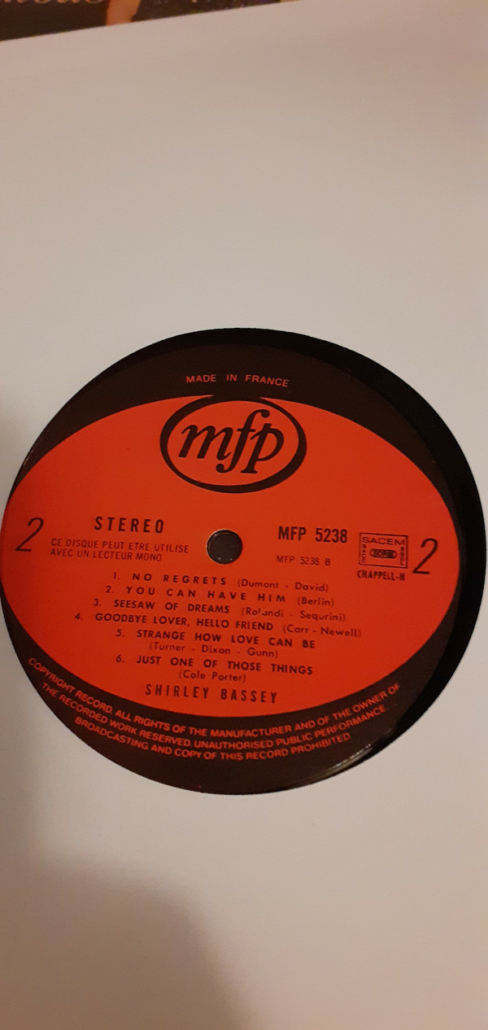 MADE IN FRANCE
mfp
2
STEREO
CE DISQUE PEUT ETRE UTILISE
AVEC UN LECTEUR MONO
MFP 5238
MFP 5238 B
SACEM
CHAPPELL-H
2
1. NO REGRETS (Dumont - David)
2. YOU CAN HAVE HIM (Berlin)
3. SEESAW OF DREAMS (Rolandi - Sequrini)
4. GOODBYE LOVER, HELLO FRIEND (Carr - Newell)
5. STRANGE HOW LOVE CAN BE
(Turner - Dixon - Gunn)
6. JUST ONE OF THOSE THINGS
(Cole Porter)
SHIRLEY BASSEY
COPYRIGHT RECORD. ALL RIGHTS OF THE MANUFACTURER AND OF THE OWNER OF
THE RECORDED WORK RESERVED. UNAUTHORISED PUBLIC PERFORMANCE.
BROADCASTING AND COPY OF THIS RECORD PROHIBITED